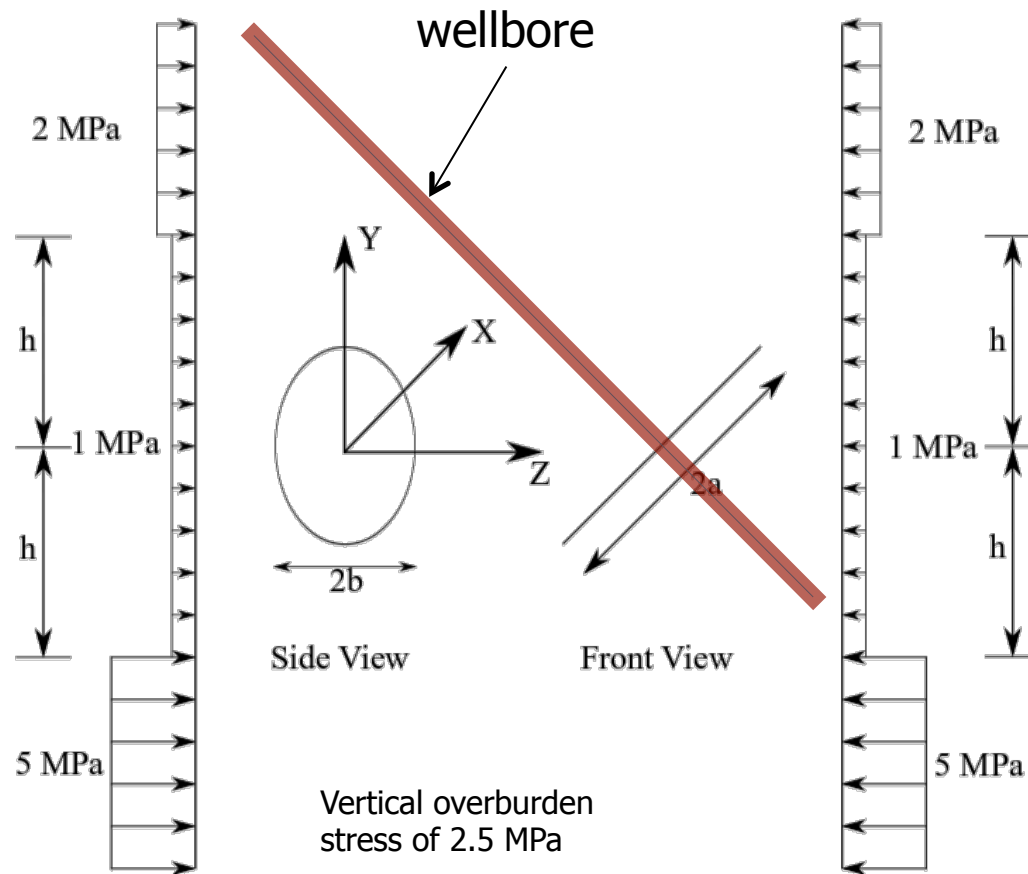 wellbore
2 MPa
2 MPa
Y
X
h
h
1 MPa
1 MPa
Z
2a
h
h
2b
Side View
Front View
5 MPa
5 MPa
Vertical overburden
stress of 2.5 MPa